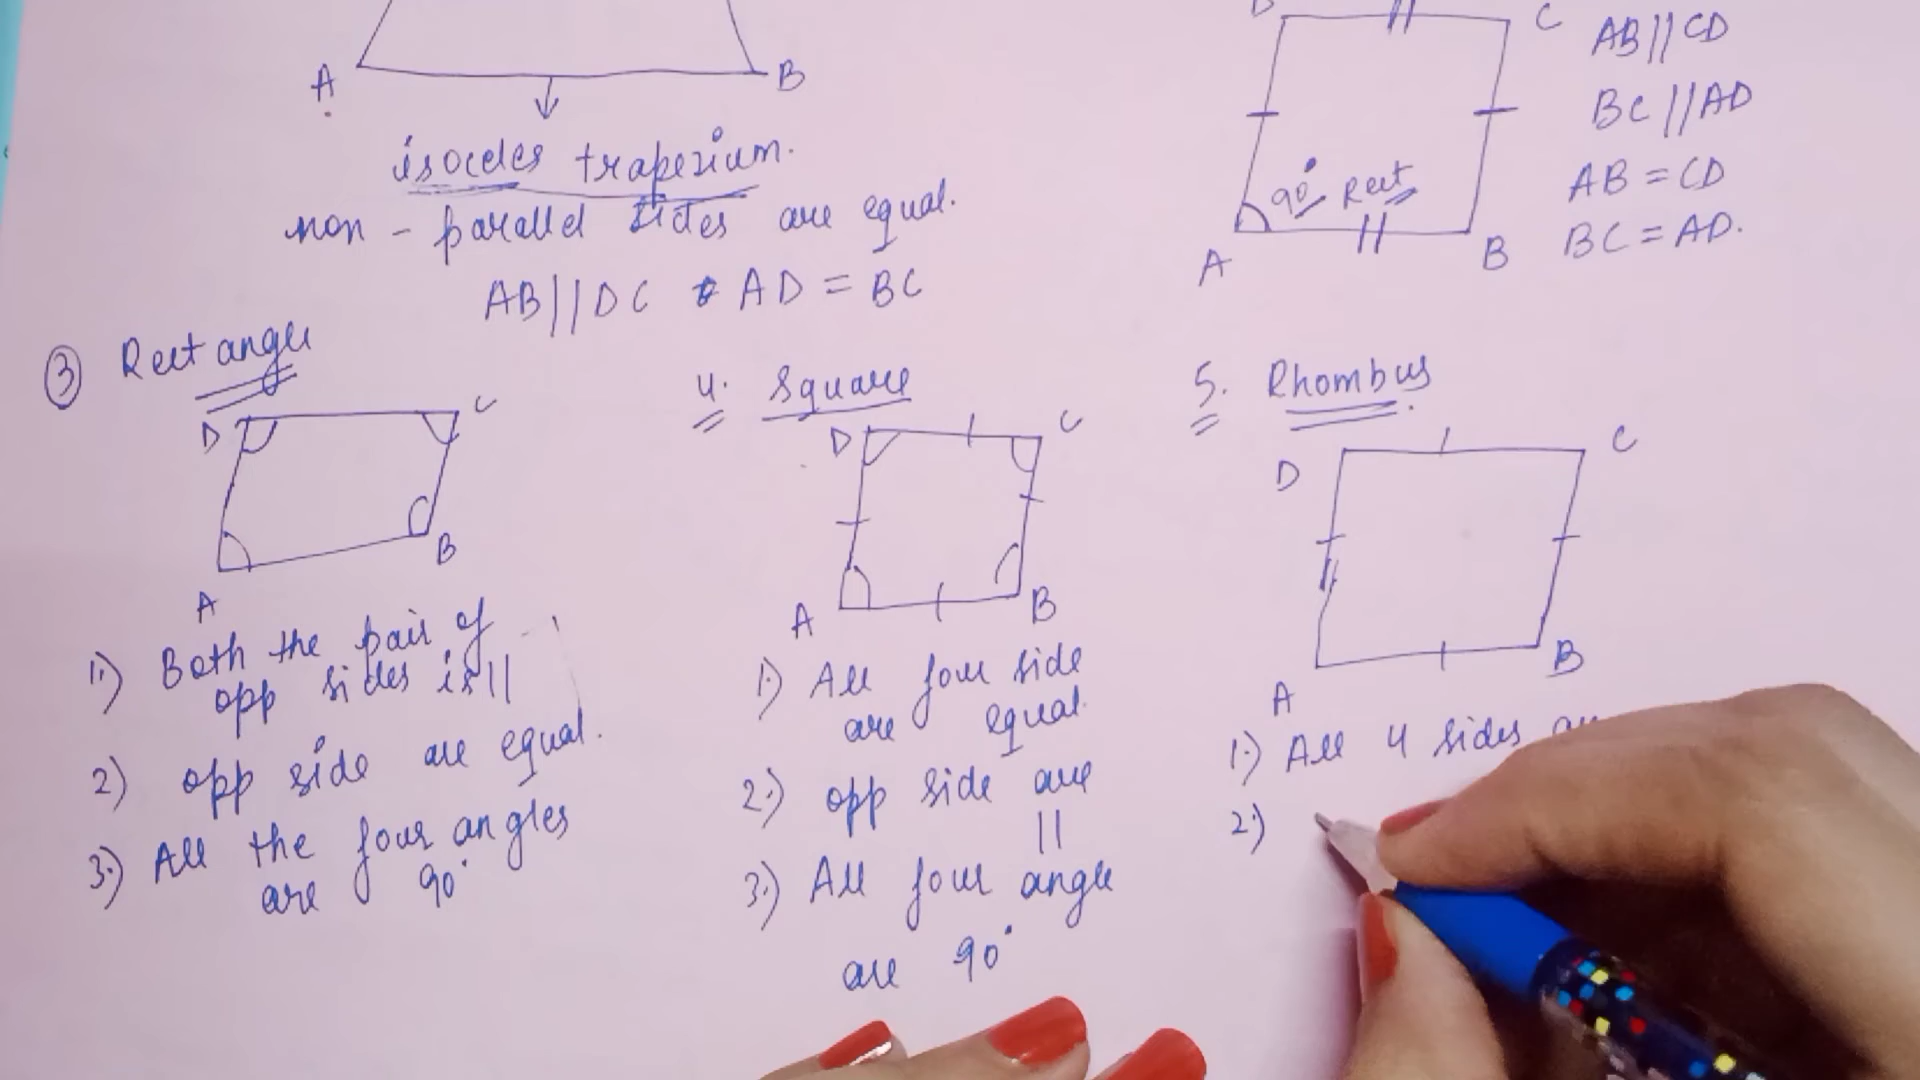 A B
isoceles trapezium.
non - parallel sides are equal.
AB||DC AD = BC
D C
90° Rect
A B
AB||CD
BC||AD
AB = CD
BC = AD.
③ Rectangle
D C
A B
1.) Both the pair of
opp sides is ||
2) opp side are equal.
3.) All the four angles
are 90°
4. Square
D C
A B
1.) All four side
are equal.
2.) opp side are
||
3.) All four angle
are 90°
5. Rhombus
D C
A B
1.) All 4 sides
2.)